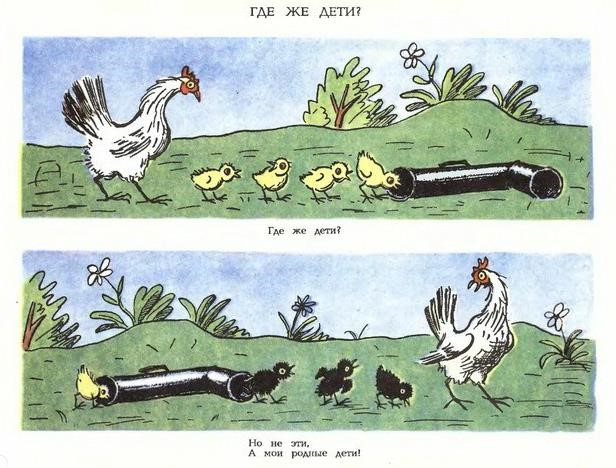 ГДЕ ЖЕ ДЕТИ?
Где же дети?
Но не эти,
А мои родные дети!